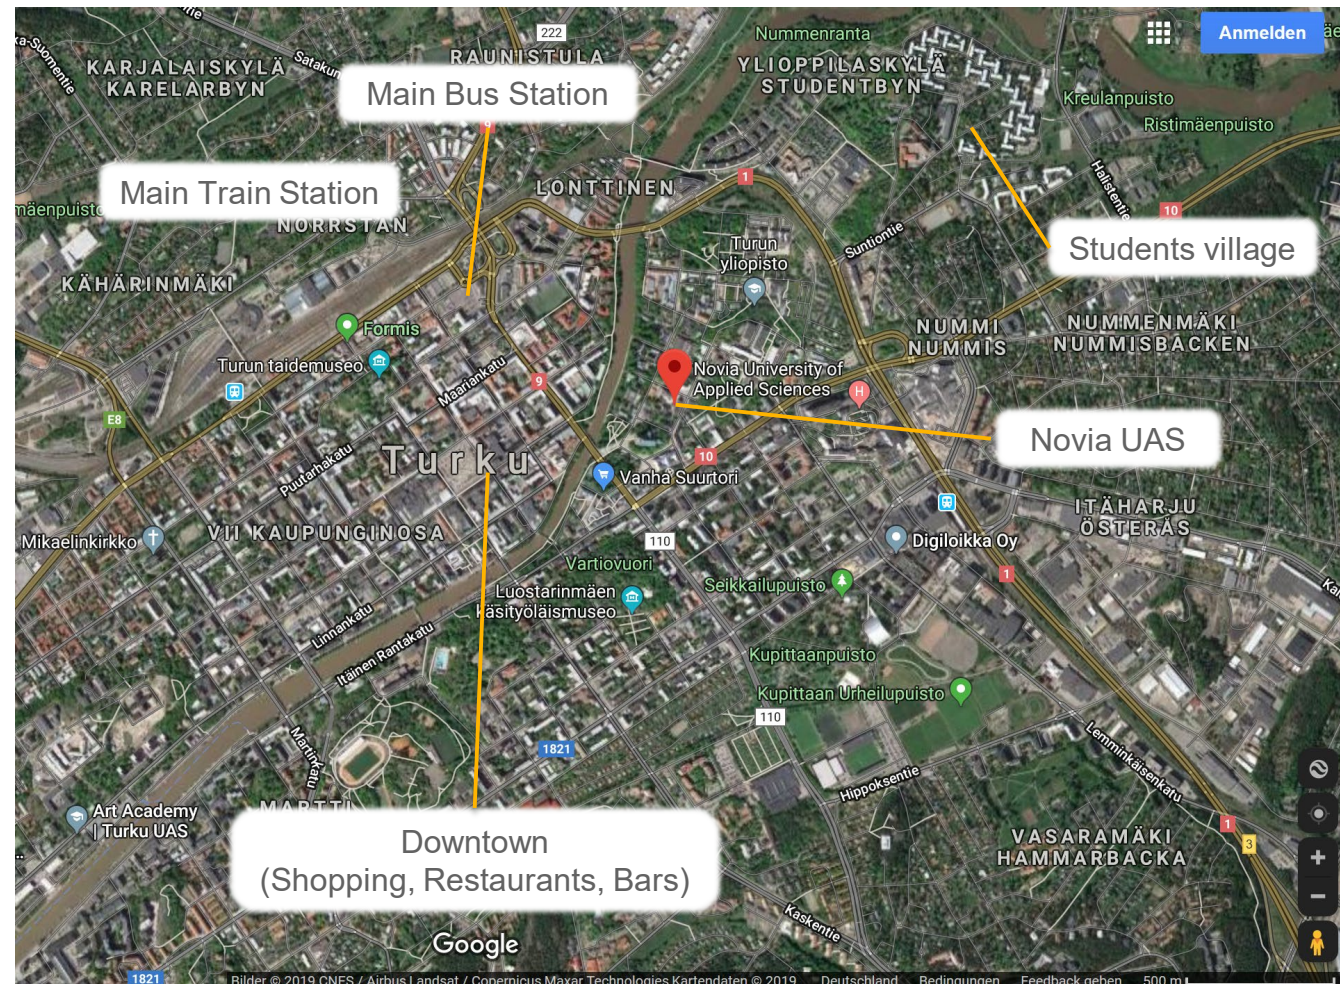 222
Nummenranta
Anmelden
Satakun
RAUNISTULA
KARJALAISKYLÄ
KARELARBYN
YLIOPPILASKYLÄ
STUDENTBYN
Main Bus Station
Kreulanpuisto
Ristimäenpuisto
9
Main Train Station
LONTTINEN
1
Halistentie
10
mäenpuisto
NORRSTAN
Turun
yliopisto
Suntiontie
Students village
KÄHÄRINMÄKI
Formis
NUMMI
NUMMIS
NUMMENMÄKI
NUMMISBACKEN
Turun taidemuseo
Maariankatu
9
Novia University of
Applied Sciences
H
E8
Novia UAS
Turku
Puutarhakatu
10
Vanha Suurtori
ITÄHARJU
ÖSTERÅS
VII KAUPUNGINOSA
Mikaelinkirkko
110
Digiloikka Oy
Vartiovuori
1
Seikkailupuisto
Luostarinmäen
käsityöläismuseo
Linnankatu
Itäinen Rantakatu
Kupittaanpuisto
Kupittaan Urheilupuisto
110
Martinkatu
1821
Lemminkäisenkatu
Hippoksentie
MARTTI
Art Academy
| Turku UAS
1
3
VASARAMÄKI
HAMMARBACKA
Downtown
(Shopping, Restaurants, Bars)
Kaskentie
Google
1821
Bilder © 2019 CNES / Airbus Landsat / Copernicus Maxar Technologies Kartendaten © 2019
Deutschland
Bedingungen
Feedback geben
500 m